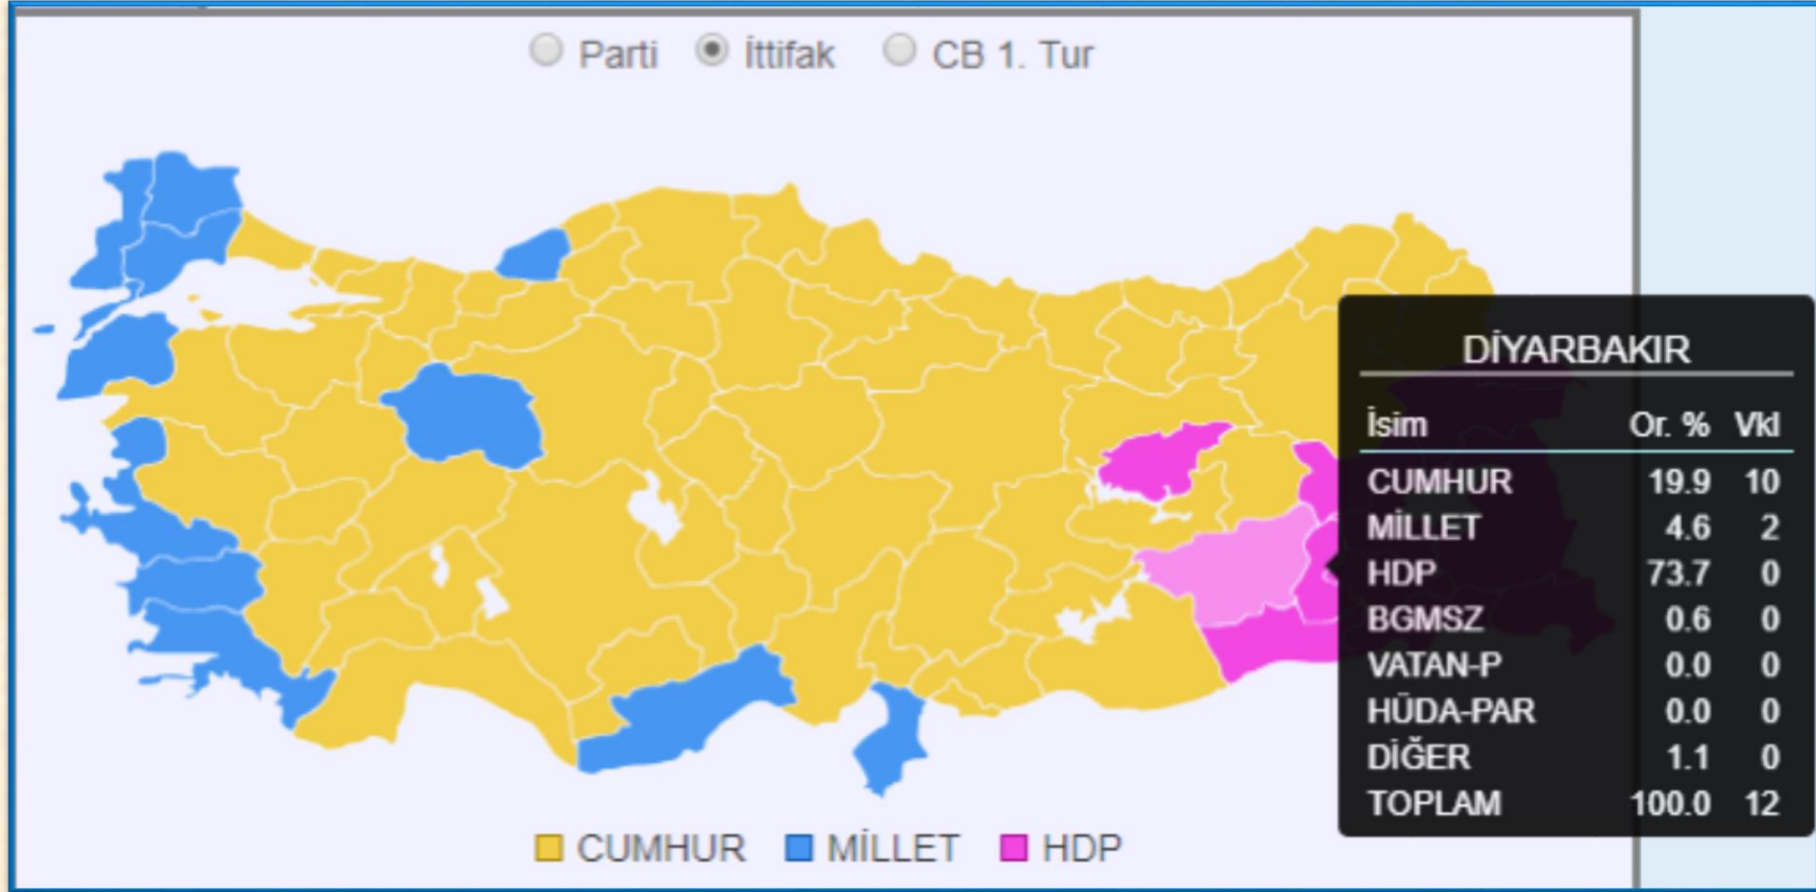 Parti İttifak CB 1. Tur
DİYARBAKIR
İsim Or. % Vkl
CUMHUR 19.9 10
MİLLET 4.6 2
HDP 73.7 0
BGMSZ 0.6 0
VATAN-P 0.0 0
HÜDA-PAR 0.0 0
DİĞER 1.1 0
TOPLAM 100.0 12
CUMHUR MİLLET HDP